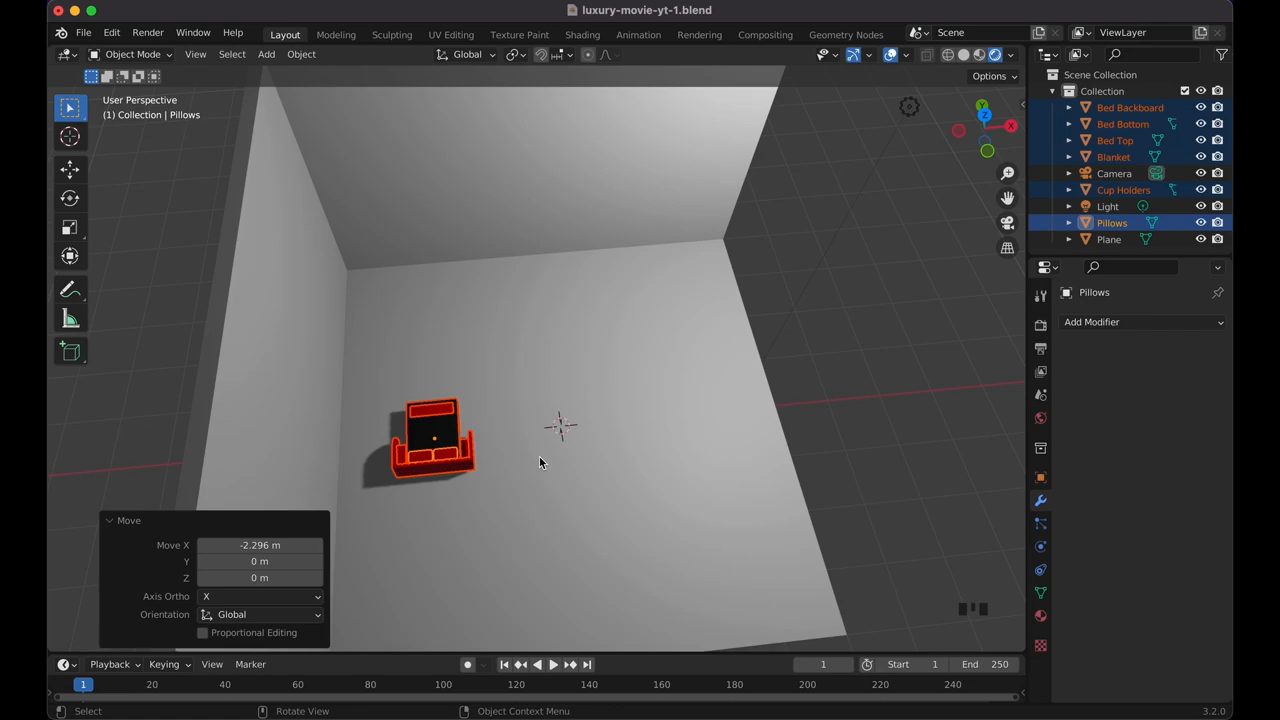 luxury-movie-yt-1.blend
File Edit Render Window Help Layout Modeling Sculpting UV Editing Texture Paint Shading Animation Rendering Compositing Geometry Nodes Scene ViewLayer
Object Mode View Select Add Object Global
Options
User Perspective
(1) Collection | Pillows
Y
Z
X
Scene Collection
Collection
Bed Backboard
Bed Bottom
Bed Top
Blanket
Camera
Cup Holders
Light
Pillows
Plane
Pillows
Add Modifier
Move
Move X -2.296 m
Y 0 m
Z 0 m
Axis Ortho X
Orientation Global
Proportional Editing
Playback Keying View Marker 1 Start 1 End 250
1 20 40 60 80 100 120 140 160 180 200 220 240
Select Rotate View Object Context Menu 3.2.0